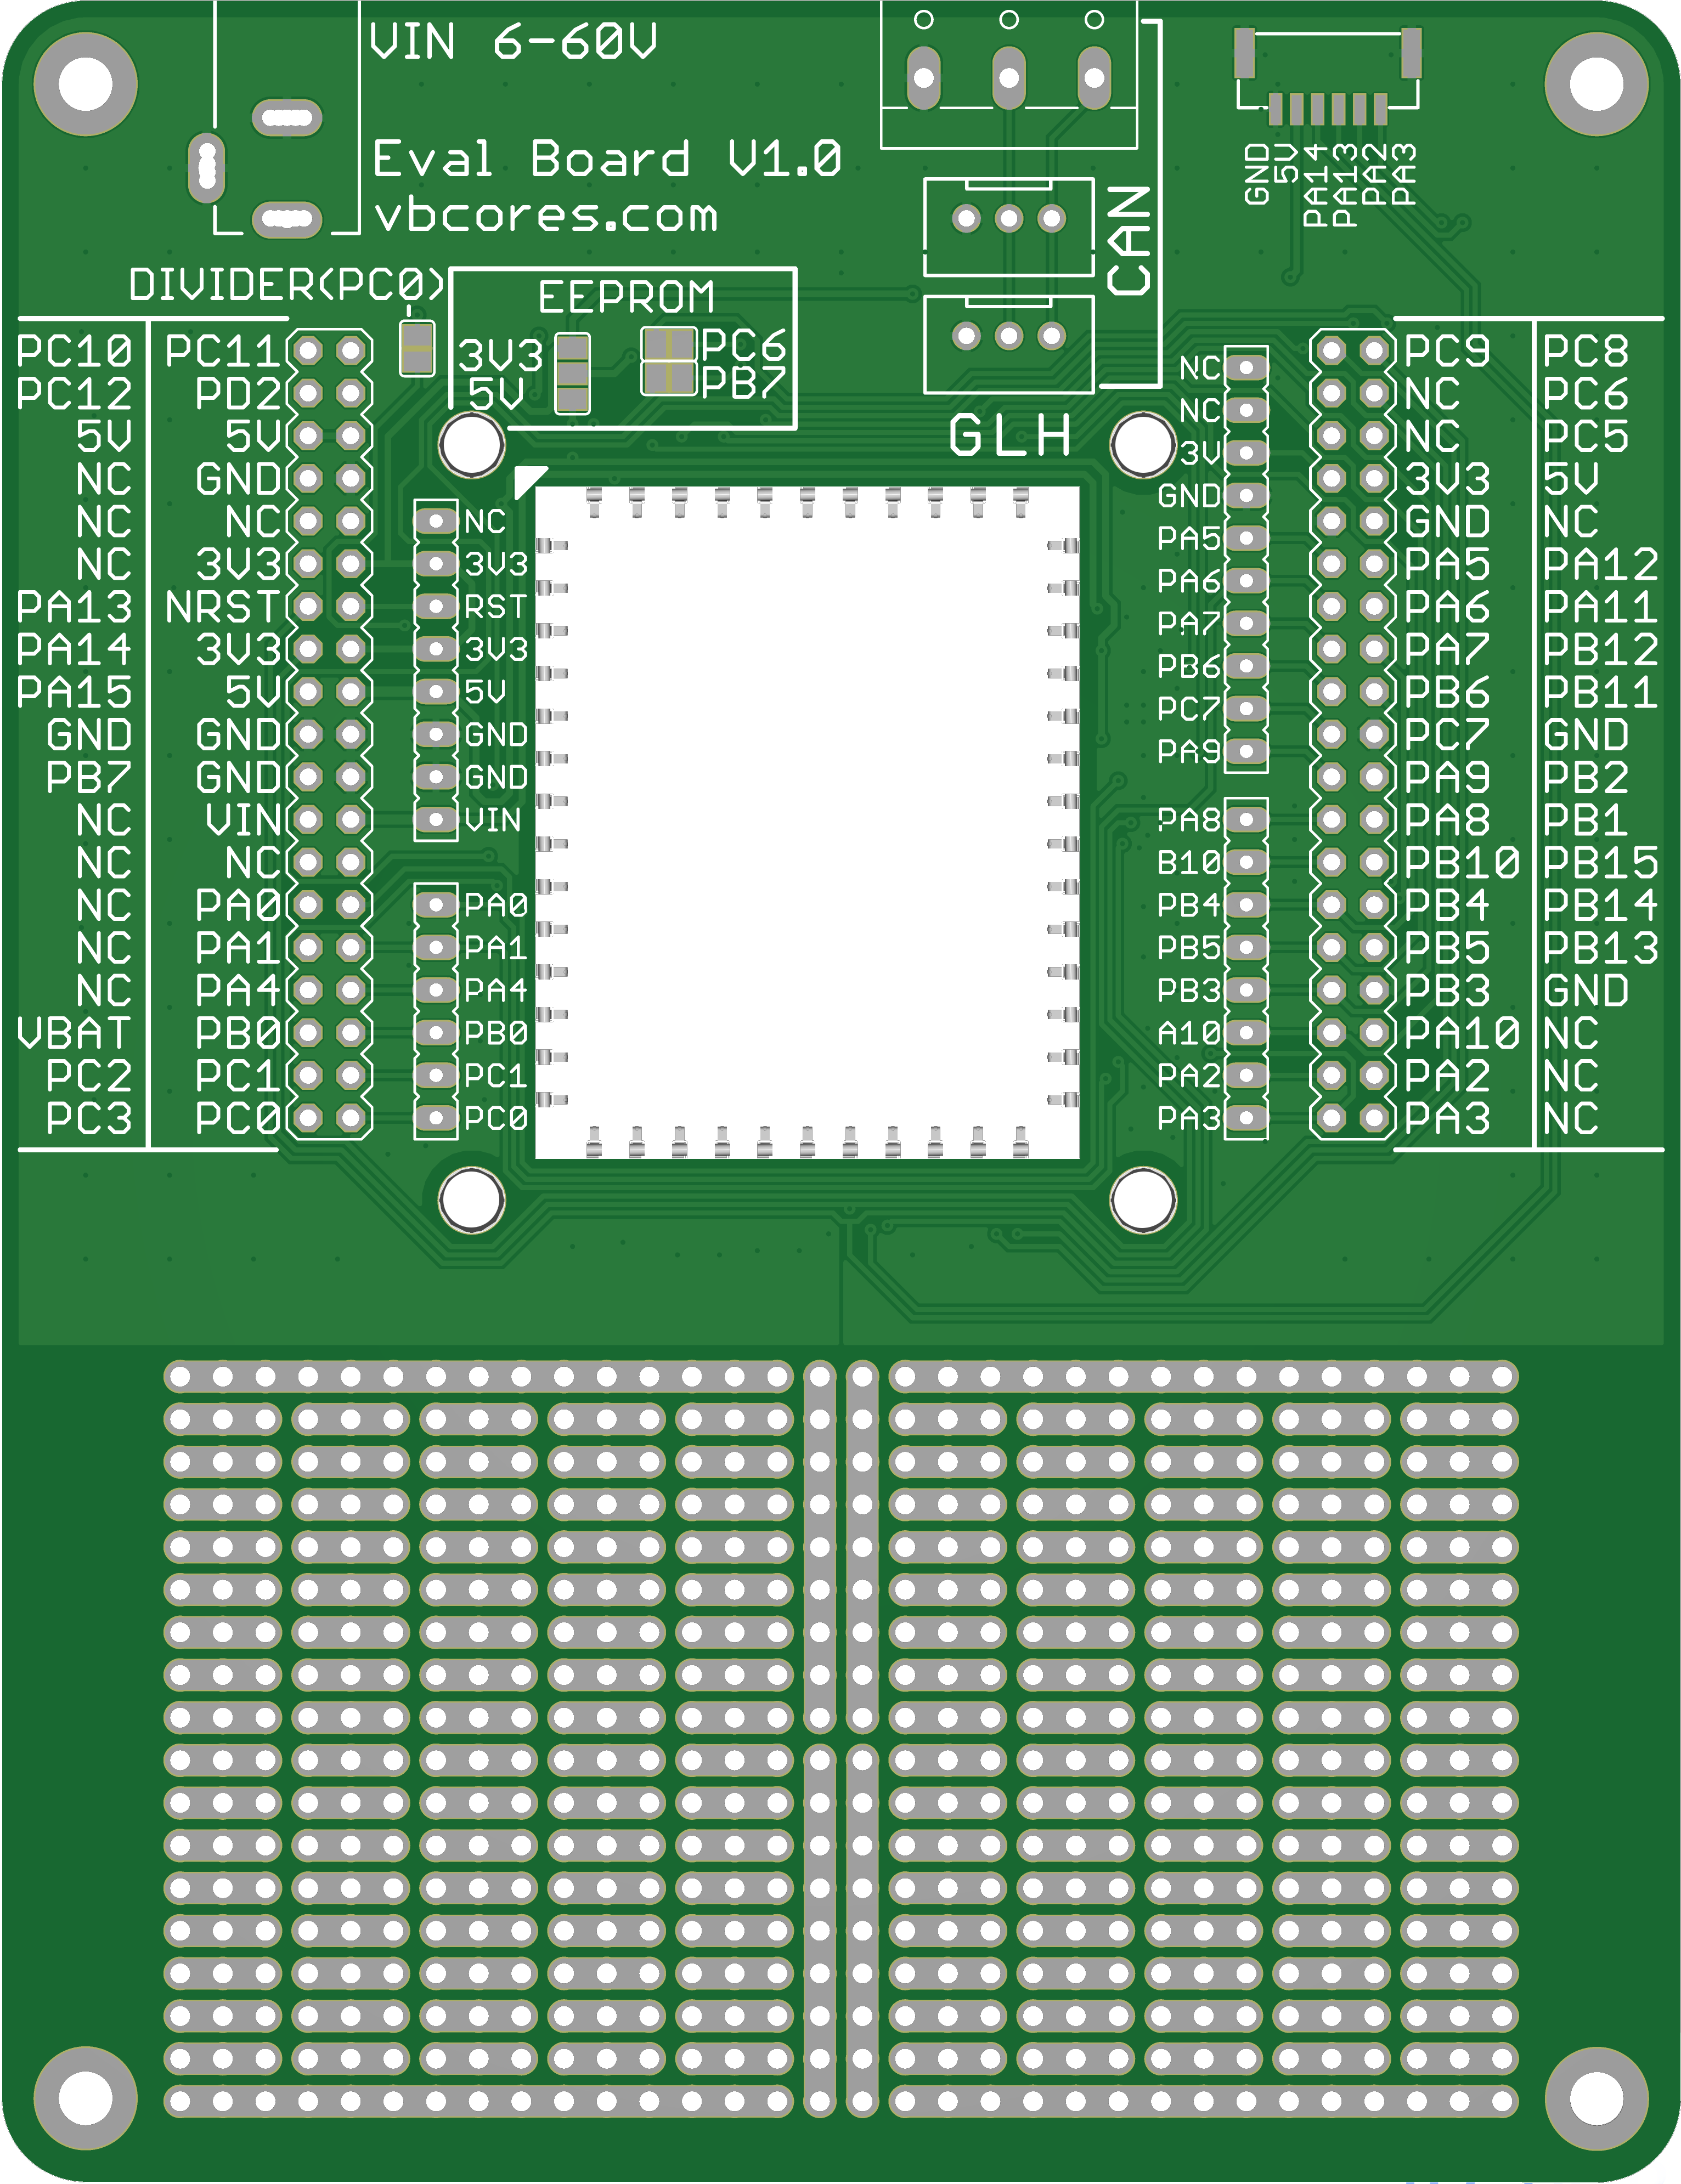 VIN 6-60V
Eval Board V1.0
vbcores.com
CAN
GND
5V
PA14
PA13
PA2
PA3
DIVIDER(PC0)
EEPROM
3V3
5V
PC6
PB7
GLH
PC10 PC11
PC12 PD2
5V 5V
NC GND
NC NC
NC 3V3
PA13 NRST
PA14 3V3
PA15 5V
GND GND
PB7 GND
NC VIN
NC NC
NC PA0
NC PA1
NC PA4
VBAT PB0
PC2 PC1
PC3 PC0
NC
3V3
RST
3V3
5V
GND
GND
VIN
PA0
PA1
PA4
PB0
PC1
PC0
NC
NC
3V
GND
PA5
PA6
PA7
PB6
PC7
PA9
PA8
B10
PB4
PB5
PB3
A10
PA2
PA3
PC9 PC8
NC PC6
NC PC5
3V3 5V
GND NC
PA5 PA12
PA6 PA11
PA7 PB12
PB6 PB11
PC7 GND
PA9 PB2
PA8 PB1
PB10 PB15
PB4 PB14
PB5 PB13
PB3 GND
PA10 NC
PA2 NC
PA3 NC